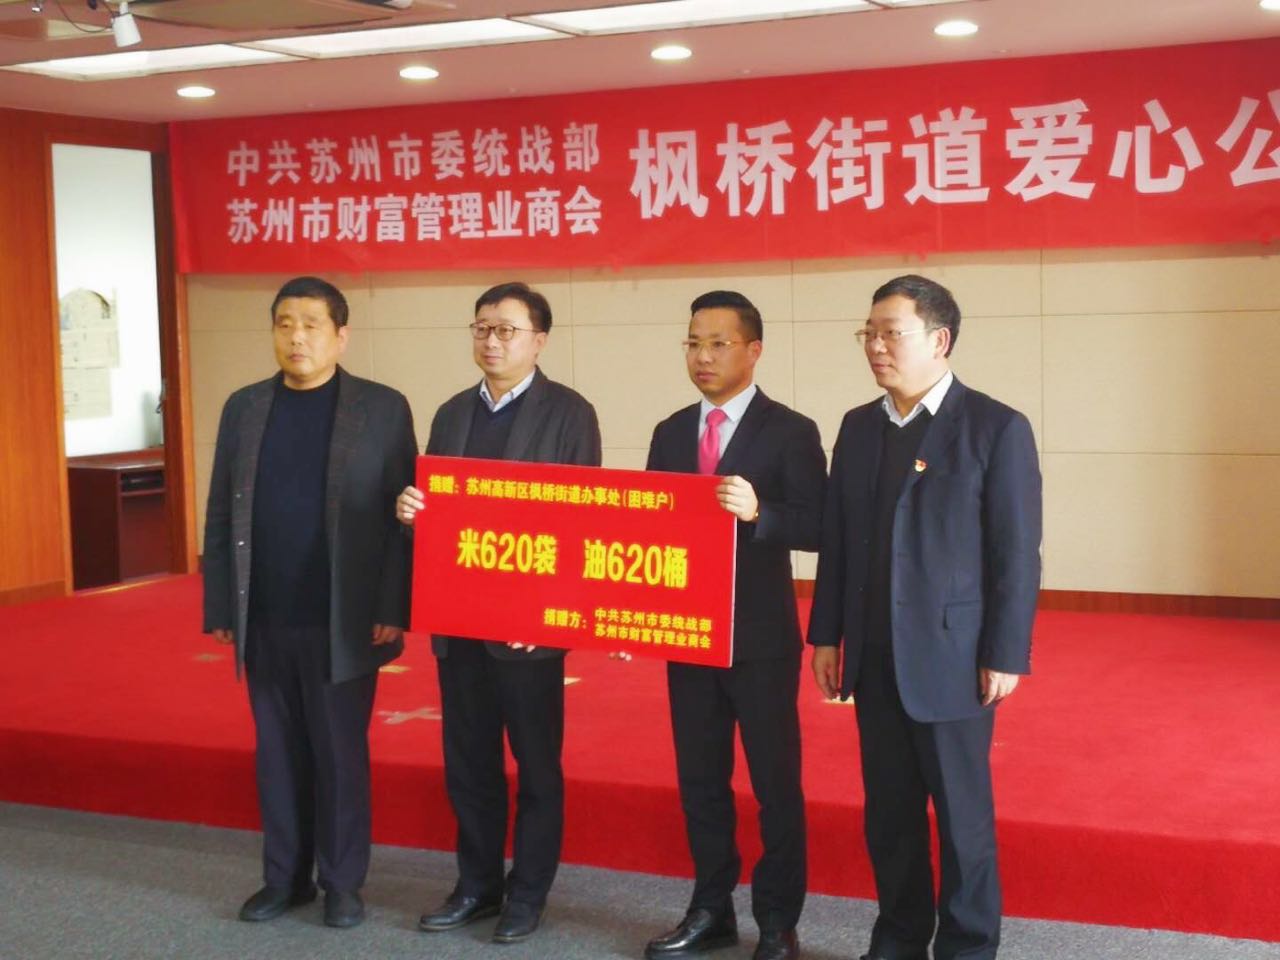 中共苏州市委统战部
苏州市财富管理业商会
枫桥街道爱心公
捐赠：苏州高新区枫桥街道办事处(困难户)
米620袋 油620桶
捐赠方：
中共苏州市委统战部
苏州市财富管理业商会